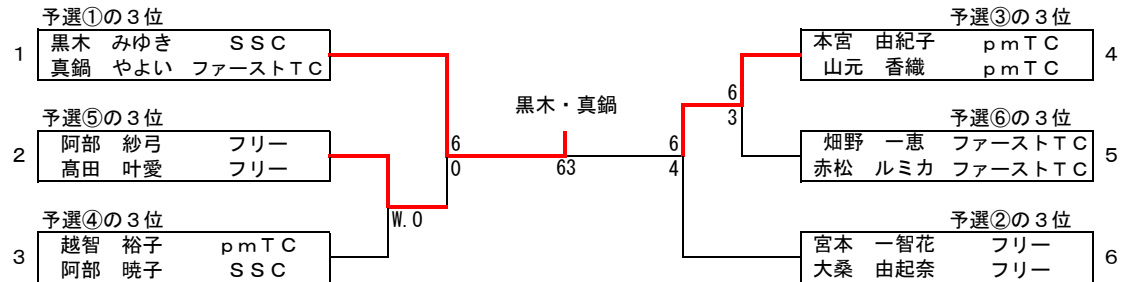 予選①の3位
1 黒木 みゆき SSC
真鍋 やよい ファーストTC
予選⑤の3位
2 阿部 紗弓 フリー
髙田 叶愛 フリー
予選④の3位
3 越智 裕子 pmTC
阿部 暁子 SSC
6
0
W.0
黒木・真鍋
63
6
4
6
3
予選③の3位
本宮 由紀子 pmTC 4
山元 香織 pmTC
予選⑥の3位
畑野 一恵 ファーストTC 5
赤松 ルミカ ファーストTC
予選②の3位
宮本 一智花 フリー 6
大桑 由起奈 フリー